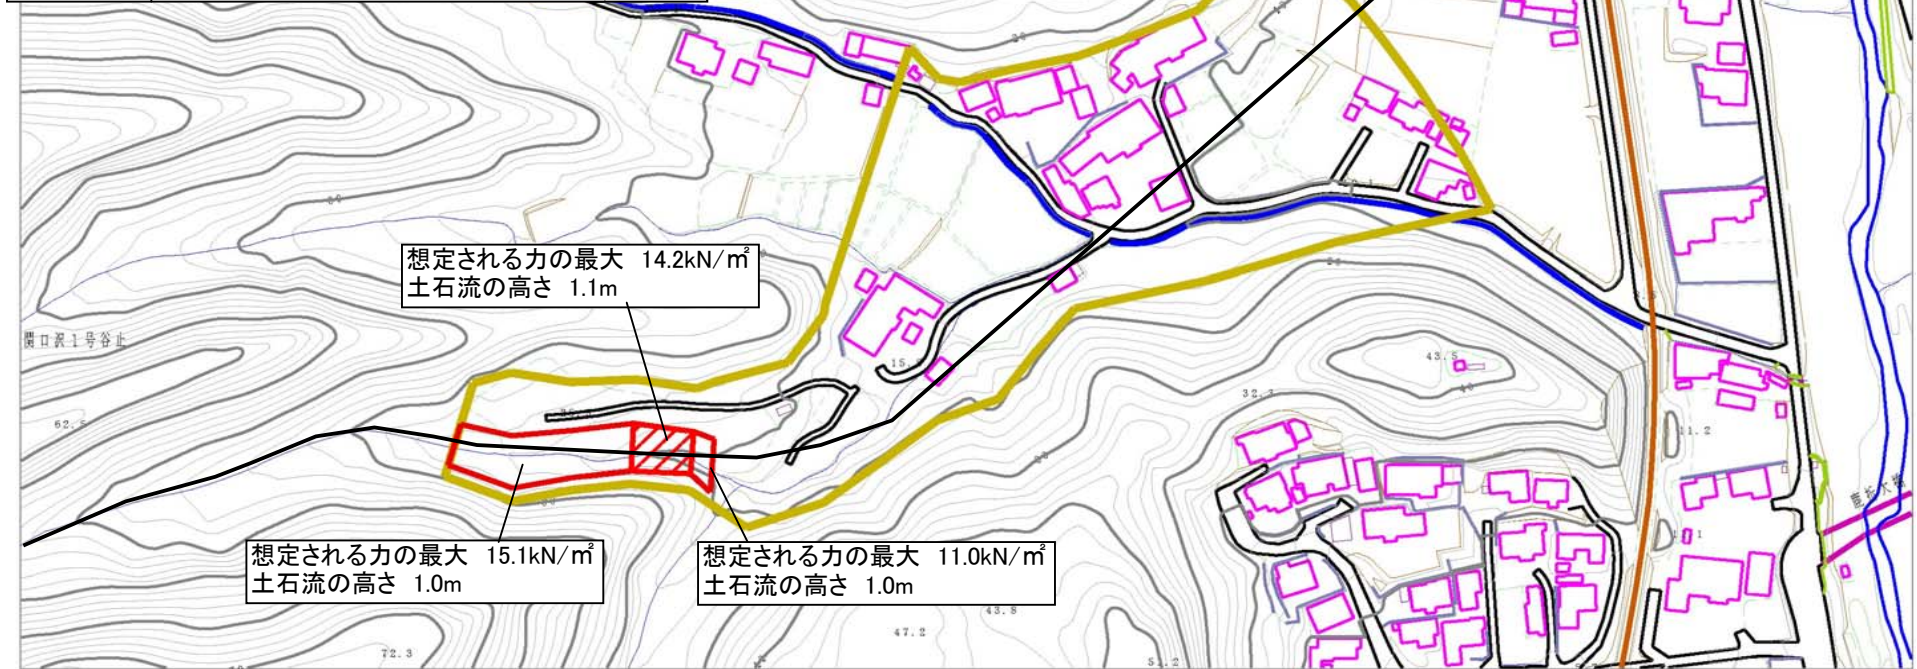 想定される力の最大 14.2kN/㎡
土石流の高さ 1.1m
関口沢1号谷止
43.5
40
32.3
62.5
11.2
想定される力の最大 15.1kN/㎡
土石流の高さ 1.0m
想定される力の最大 11.0kN/㎡
土石流の高さ 1.0m
43.8
47.2
72.3